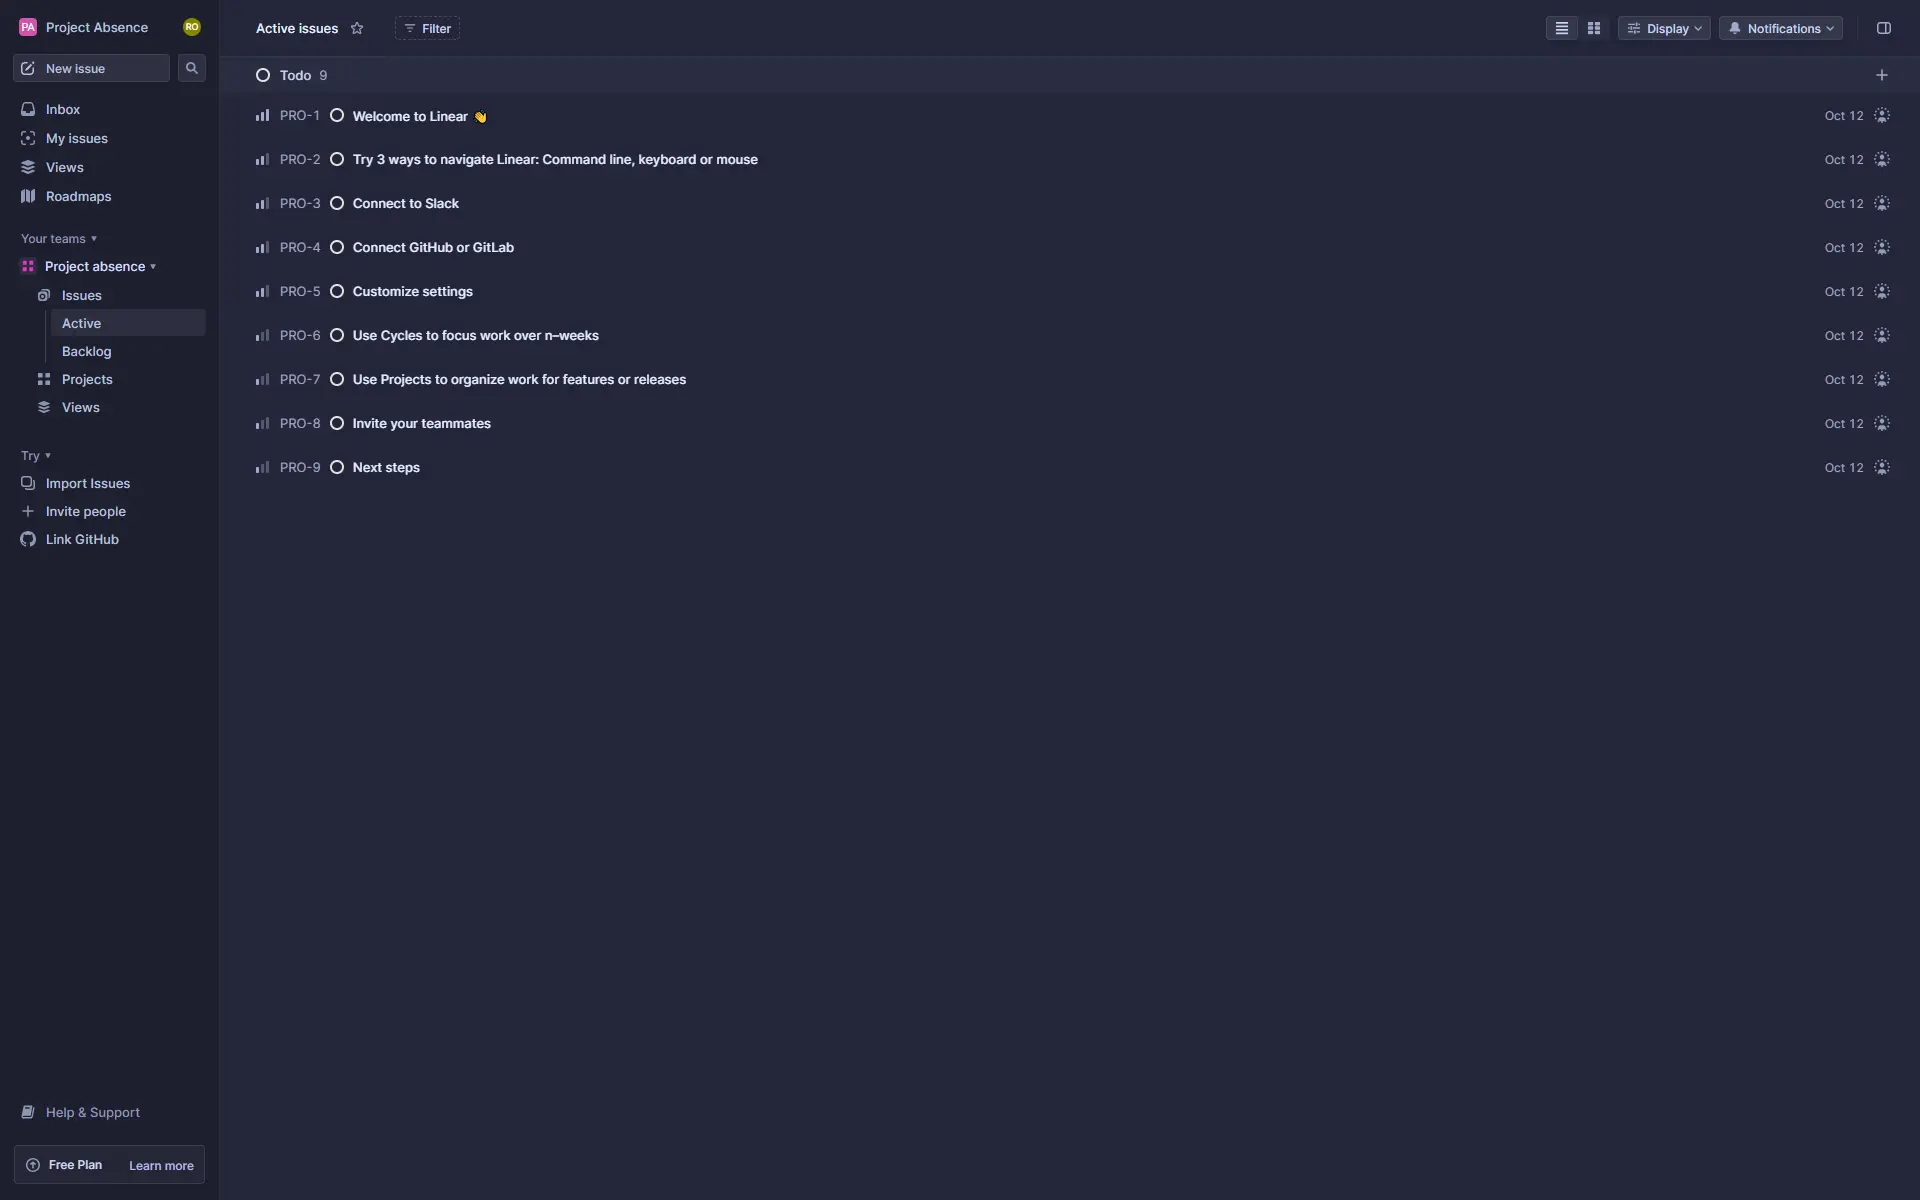 PA Project Absence RO
New issue
Inbox
My issues
Views
Roadmaps
Your teams
Project absence
Issues
Active
Backlog
Projects
Views
Try
Import Issues
Invite people
Link GitHub
Help & Support
Free Plan Learn more
Active issues Filter Display Notifications
Todo 9
PRO-1 Welcome to Linear 👋 Oct 12
PRO-2 Try 3 ways to navigate Linear: Command line, keyboard or mouse Oct 12
PRO-3 Connect to Slack Oct 12
PRO-4 Connect GitHub or GitLab Oct 12
PRO-5 Customize settings Oct 12
PRO-6 Use Cycles to focus work over n–weeks Oct 12
PRO-7 Use Projects to organize work for features or releases Oct 12
PRO-8 Invite your teammates Oct 12
PRO-9 Next steps Oct 12